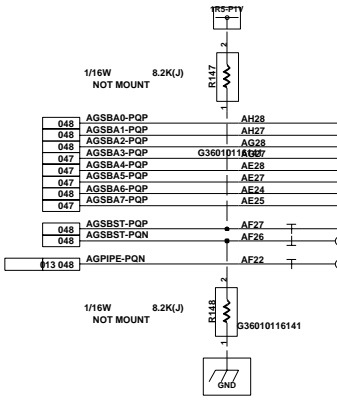 1R5-P1V
2
1/16W 8.2K(J)
NOT MOUNT
R147
1
048 AGSBA0-PQP AH28
048 AGSBA1-PQP AH27
048 AGSBA2-PQP AG28
047 AGSBA3-PQP G36010116141 AG27
047 AGSBA4-PQP AE28
047 AGSBA5-PQP AE27
048 AGSBA6-PQP AE24
047 AGSBA7-PQP AE25
048 AGSBST-PQP AF27
048 AGSBST-PQN AF26
013 048 AGPIPE-PQN AF22
2
1/16W 8.2K(J)
NOT MOUNT
R148
G36010116141
1
GND